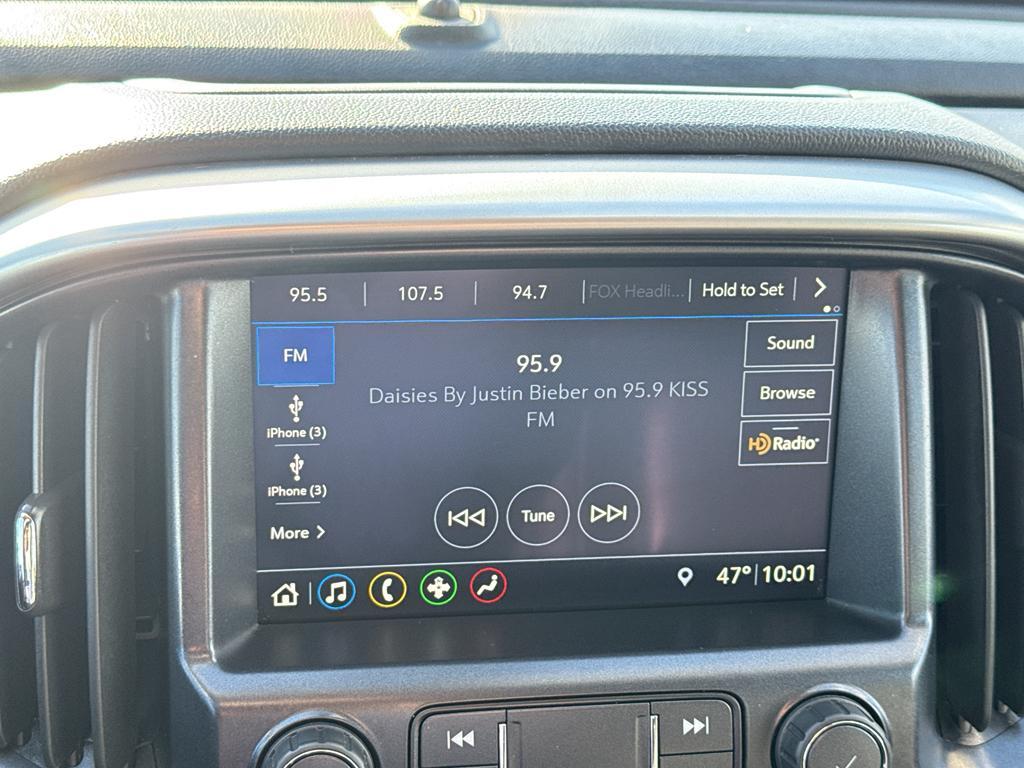 95.5 107.5 94.7 FOX Headli... Hold to Set
FM
95.9
Daisies By Justin Bieber on 95.9 KISS
FM
Sound
Browse
HD Radio
iPhone (3)
iPhone (3)
More
Tune
47° 10:01